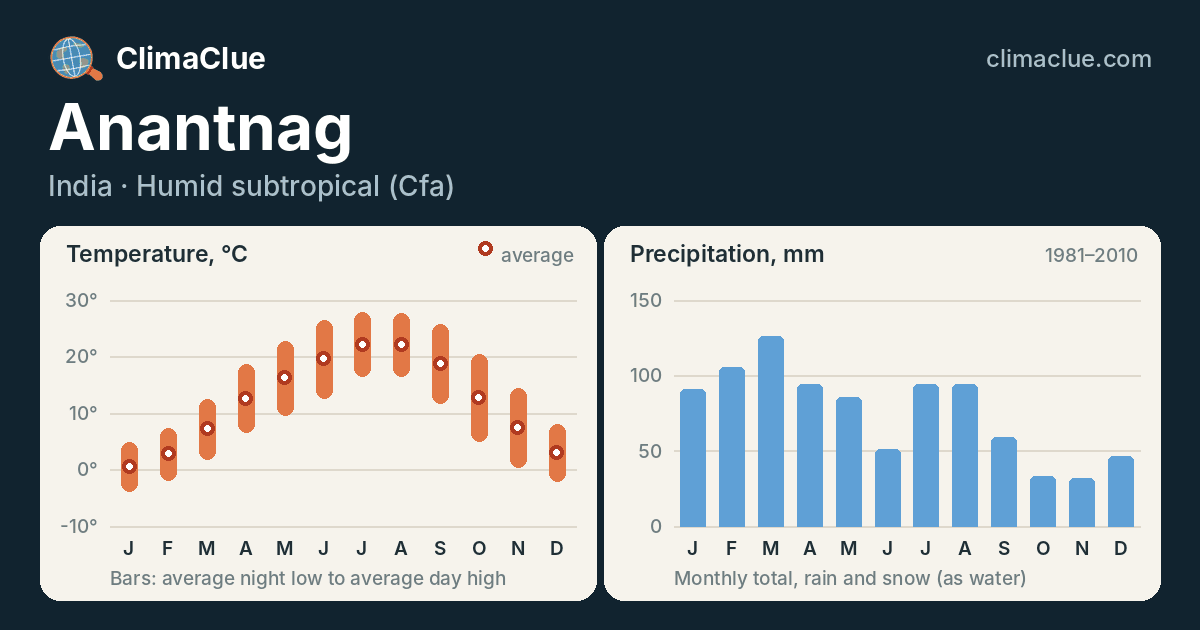 ClimaClue
climaclue.com
Anantnag
India · Humid subtropical (Cfa)
Temperature, °C
average
30°
20°
10°
0°
-10°
J F M A M J J A S O N D
Bars: average night low to average day high
Precipitation, mm
1981–2010
150
100
50
0
J F M A M J J A S O N D
Monthly total, rain and snow (as water)